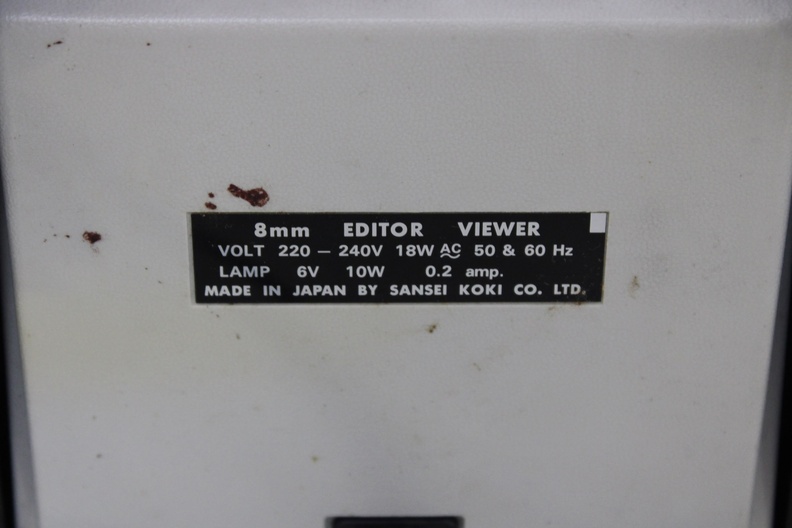 8mm EDITOR VIEWER
VOLT 220 — 240V 18W AC 50 & 60 Hz
LAMP 6V 10W 0.2 amp.
MADE IN JAPAN BY SANSEI KOKI CO. LTD.